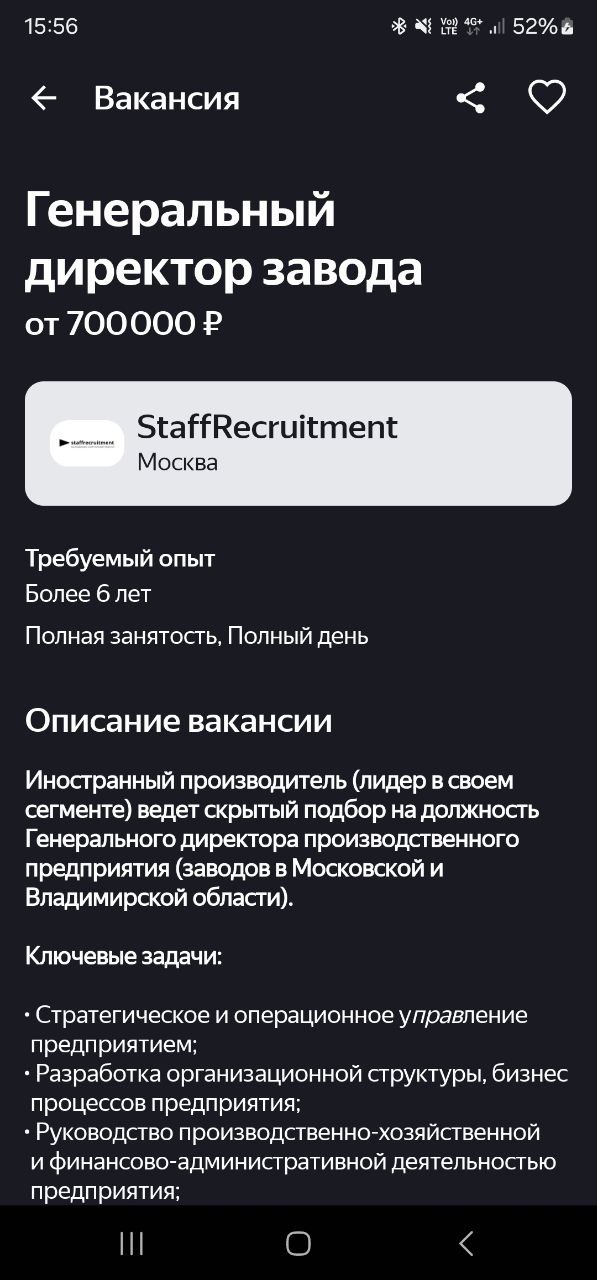 15:56
Vo)) LTE 4G+ 52%
Вакансия
Генеральный
директор завода
от 700 000 ₽
staffrecruitment
StaffRecruitment
Москва
Требуемый опыт
Более 6 лет
Полная занятость, Полный день
Описание вакансии
Иностранный производитель (лидер в своем
сегменте) ведет скрытый подбор на должность
Генерального директора производственного
предприятия (заводов в Московской и
Владимирской области).
Ключевые задачи:
• Стратегическое и операционное управление
предприятием;
• Разработка организационной структуры, бизнес
процессов предприятия;
• Руководство производственно-хозяйственной
и финансово-административной деятельностью
предприятия;